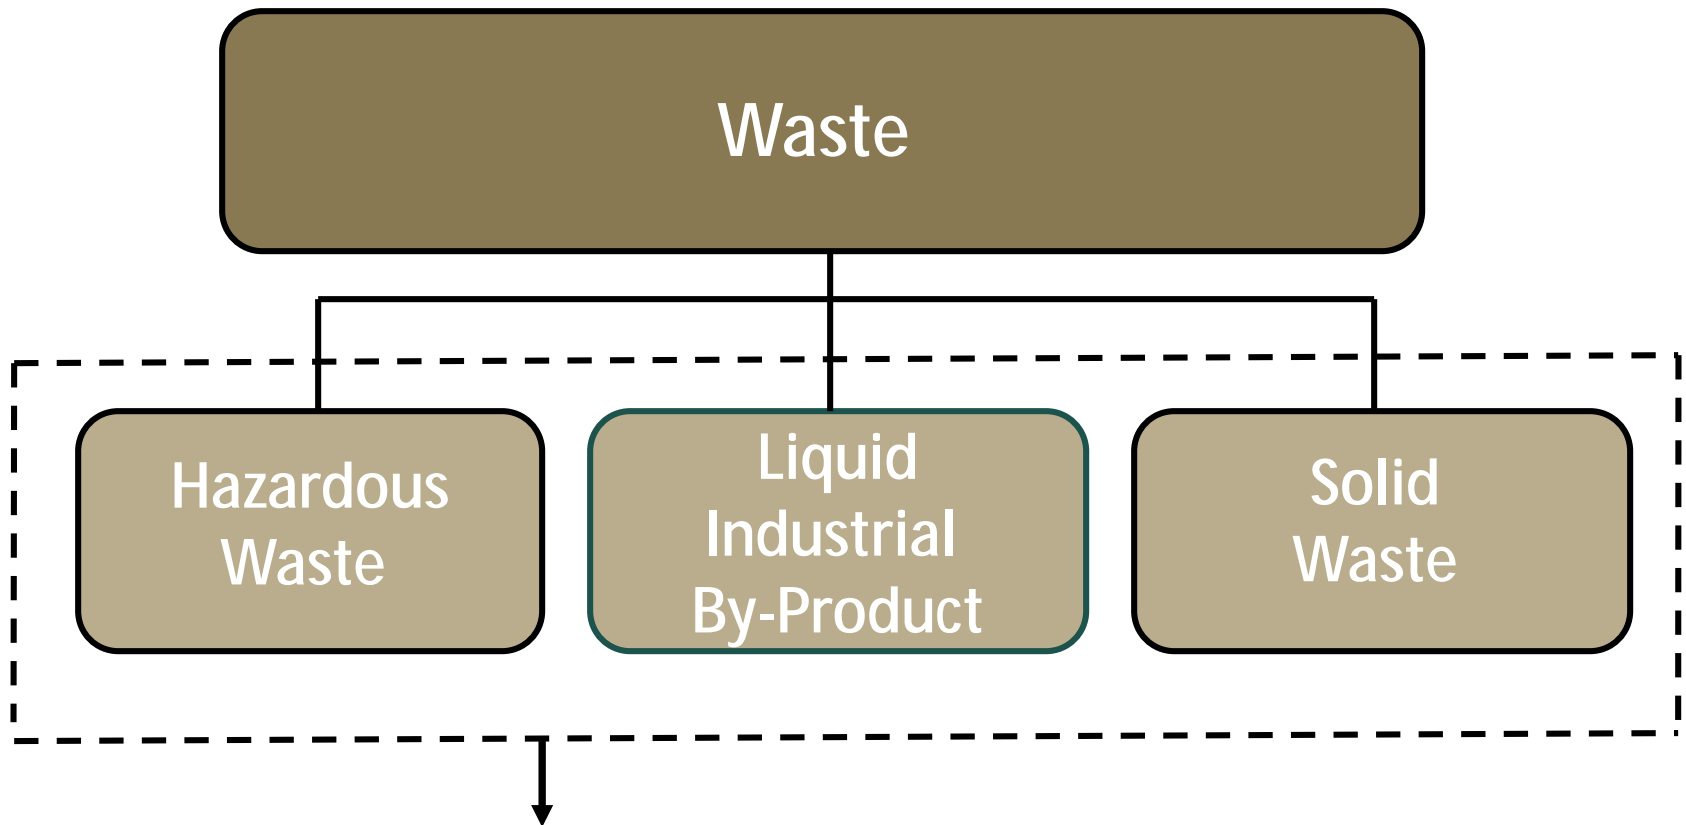 Waste
Hazardous
Waste
Liquid
Industrial
By-Product
Solid
Waste